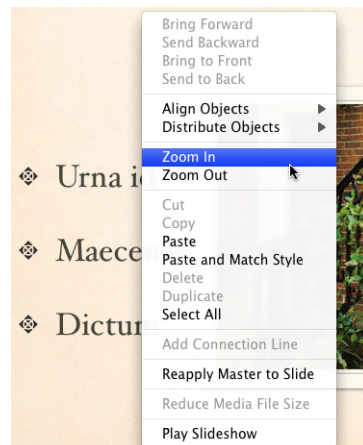 Bring Forward
Send Backward
Bring to Front
Send to Back
Align Objects
Distribute Objects
Zoom In
Zoom Out
Urna
Cut
Copy
Paste
Paste and Match Style
Delete
Duplicate
Select All
Add Connection Line
Reapply Master to Slide
Reduce Media File Size
Play Slideshow